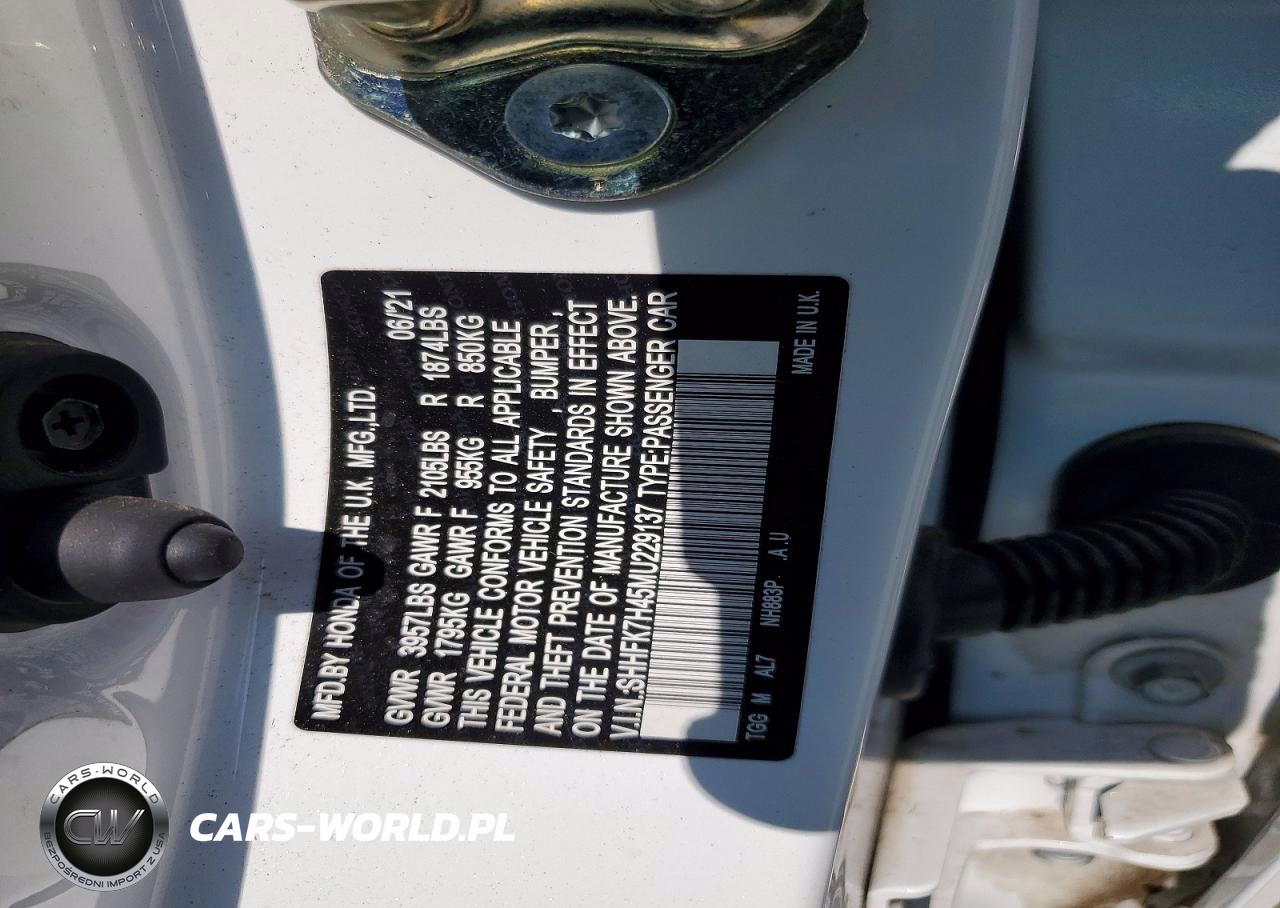 MFD.BY HONDA OF THE U.K. MFG.,LTD.
06/'21
GVWR 3957LBS GAWR F 2105LBS R 1874LBS
GVWR 1795KG GAWR F 955KG R 850KG
THIS VEHICLE CONFORMS TO ALL APPLICABLE
FEDERAL MOTOR VEHICLE SAFETY , BUMPER ,
AND THEFT PREVENTION STANDARDS IN EFFECT
ON THE DATE OF MANUFACTURE SHOWN ABOVE.
V.I.N.:SHHFK7H45MU229137 TYPE:PASSENGER CAR
TGG M AL7 NH883P .A.U
MADE IN U.K.
CARS-WORLD
CW
BEZPOŚREDNI IMPORT Z USA
CARS-WORLD.PL